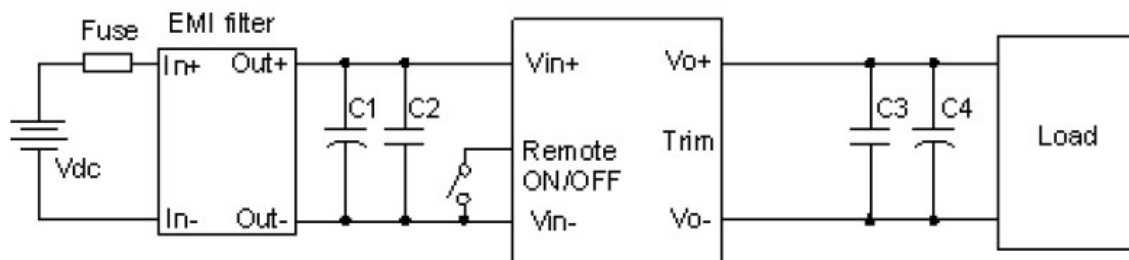 EMI filter
Fuse
In+ Out+
Vin+ Vo+
C1 C2
C3 C4
Vdc
Remote
ON/OFF
Trim
Load
In- Out-
Vin- Vo-